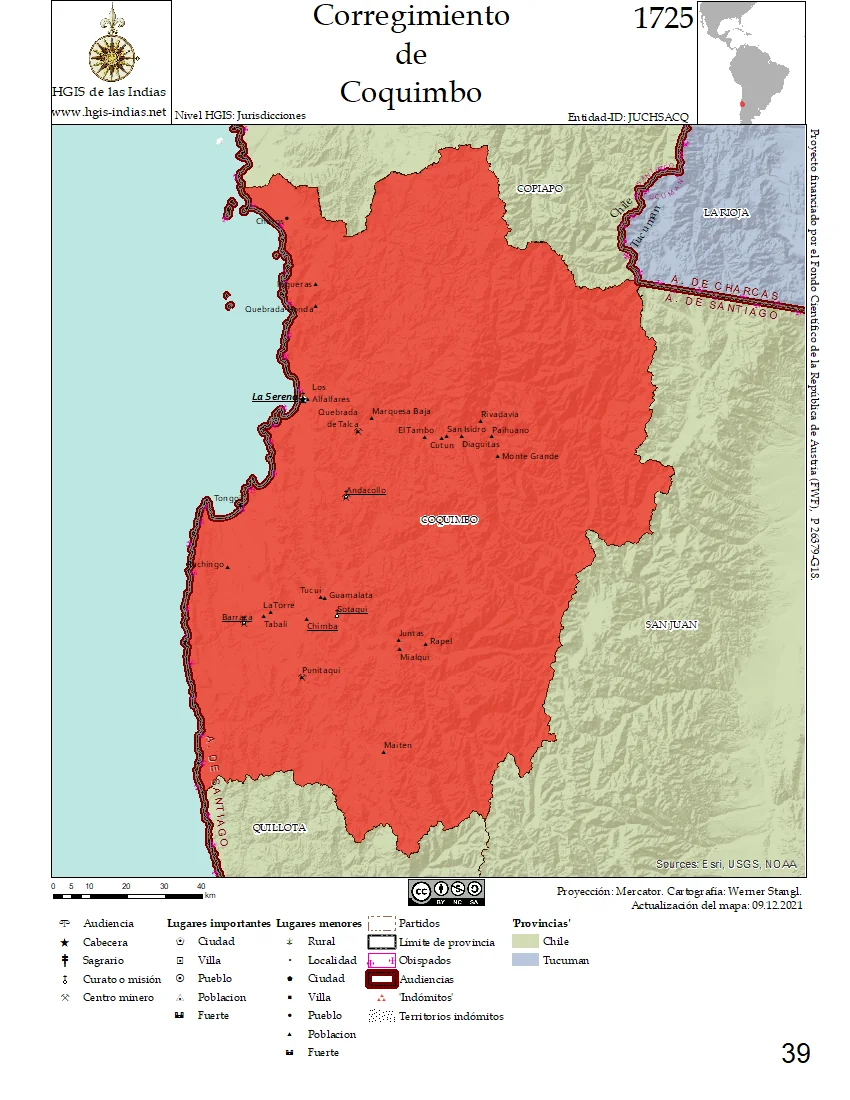 Corregimiento
de
Coquimbo
1725
HGIS de las Indias
www.hgis-indias.net
Nivel HGIS: Jurisdicciones
Entidad-ID: JUCHSACQ
Proyecto financiado por el Fondo Científico de la República de Austria (FWF), P 26379-G18.
COPIAPO
Chile
Tucuman
LA RIOJA
A. DE CHARCAS
A. DE SANTIAGO
Quebrada
La Serena
Los
Alfalfares
Quebrada
de Talca
Marquesa Baja
Rivadavia
El Tambo
San Isidro
Paihuano
Cutun
Diaguitas
Monte Grande
Andacollo
Tongo
COQUIMBO
Tucui
Guamalata
La Torre
Sotaqui
Barraza
Tabali
Chimba
Juntas
Rapel
Mialqui
SAN JUAN
Punitaqui
Maiten
A. DE SANTIAGO
QUILLOTA
Sources: Esri, USGS, NOAA
0 5 10 20 30 40
km
CC BY NC SA
Proyección: Mercator. Cartografía: Werner Stangl.
Actualización del mapa: 09.12.2021
Audiencia
Cabecera
Sagrario
Curato o misión
Centro minero
Lugares importantes
Ciudad
Villa
Pueblo
Poblacion
Fuerte
Lugares menores
Rural
Localidad
Ciudad
Villa
Pueblo
Poblacion
Fuerte
Partidos
Límite de provincia
Obispados
Audiencias
'Indómitos'
Territorios indómitos
'Provincias'
Chile
Tucuman
39